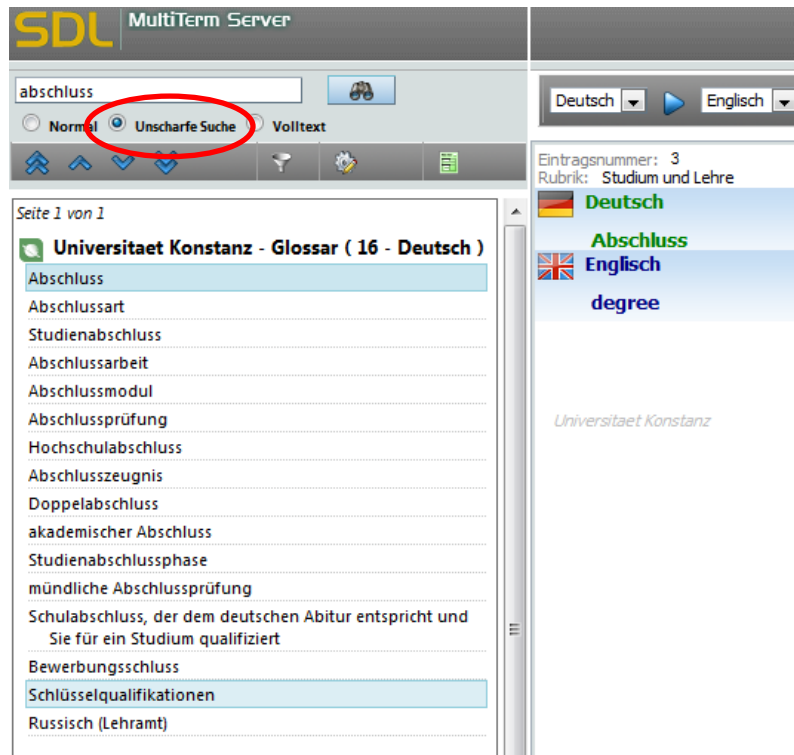 SDL MultiTerm Server
abschluss
Normal Unscharfe Suche Volltext
Seite 1 von 1
Universitaet Konstanz - Glossar ( 16 - Deutsch )
Abschluss
Abschlussart
Studienabschluss
Abschlussarbeit
Abschlussmodul
Abschlussprüfung
Hochschulabschluss
Abschlusszeugnis
Doppelabschluss
akademischer Abschluss
Studienabschlussphase
mündliche Abschlussprüfung
Schulabschluss, der dem deutschen Abitur entspricht und
Sie für ein Studium qualifiziert
Bewerbungsschluss
Schlüsselqualifikationen
Russisch (Lehramt)
Deutsch Englisch
Eintragsnummer: 3
Rubrik: Studium und Lehre
Deutsch
Abschluss
Englisch
degree
Universitaet Konstanz